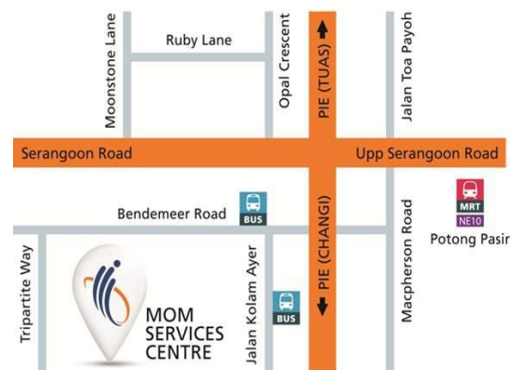 Moonstone Lane
Ruby Lane
Opal Crescent
PIE (TUAS)
Jalan Toa Payoh
Serangoon Road
Upp Serangoon Road
BUS
Bendemeer Road
MRT
NE10
Potong Pasir
Tripartite Way
MOM
SERVICES
CENTRE
Jalan Kolam Ayer
BUS
PIE (CHANGI)
Macpherson Road